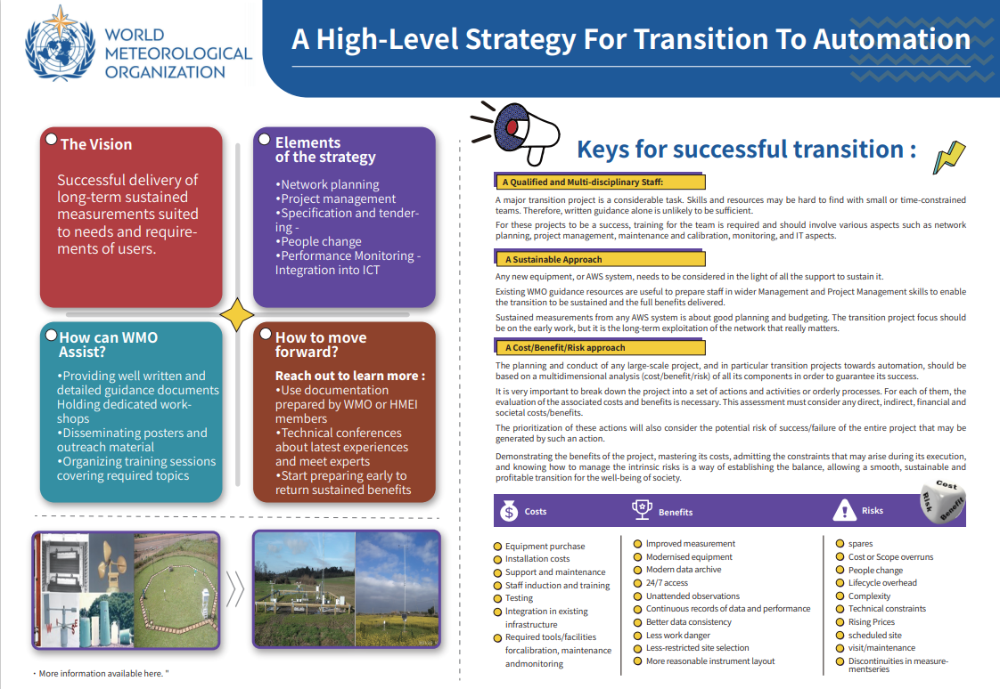 WORLD
METEOROLOGICAL
ORGANIZATION
A High-Level Strategy For Transition To Automation
The Vision
Successful delivery of
long-term sustained
measurements suited
to needs and require-
ments of users.
Elements
of the strategy
•Network planning
•Project management
•Specification and tender-
ing -
•People change
•Performance Monitoring -
Integration into ICT
How can WMO
Assist?
•Providing well written and
detailed guidance documents
Holding dedicated work-
shops
•Disseminating posters and
outreach material
•Organizing training sessions
covering required topics
How to move
forward?
Reach out to learn more :
•Use documentation
prepared by WMO or HMEI
members
•Technical conferences
about latest experiences
and meet experts
•Start preparing early to
return sustained benefits
• More information available here. "
Keys for successful transition :
A Qualified and Multi-disciplinary Staff:
A major transition project is a considerable task. Skills and resources may be hard to find with small or time-constrained
teams. Therefore, written guidance alone is unlikely to be sufficient.
For these projects to be a success, training for the team is required and should involve various aspects such as network
planning, project management, maintenance and calibration, monitoring, and IT aspects.
A Sustainable Approach
Any new equipment, or AWS system, needs to be considered in the light of all the support to sustain it.
Existing WMO guidance resources are useful to prepare staff in wider Management and Project Management skills to enable
the transition to be sustained and the full benefits delivered.
Sustained measurements from any AWS system is about good planning and budgeting. The transition project focus should
be on the early work, but it is the long-term exploitation of the network that really matters.
A Cost/Benefit/Risk approach
The planning and conduct of any large-scale project, and in particular transition projects towards automation, should be
based on a multidimensional analysis (cost/benefit/risk) of all its components in order to guarantee its success.
It is very important to break down the project into a set of actions and activities or orderly processes. For each of them, the
evaluation of the associated costs and benefits is necessary. This assessment must consider any direct, indirect, financial and
societal costs/benefits.
The prioritization of these actions will also consider the potential risk of success/failure of the entire project that may be
generated by such an action.
Demonstrating the benefits of the project, mastering its costs, admitting the constraints that may arise during its execution,
and knowing how to manage the intrinsic risks is a way of establishing the balance, allowing a smooth, sustainable and
profitable transition for the well-being of society.
Cost
Risk
Benefit
Costs
Equipment purchase
Installation costs
Support and maintenance
Staff induction and training
Testing
Integration in existing
infrastructure
Required tools/facilities
forcalibration, maintenance
andmonitoring
Benefits
Improved measurement
Modernised equipment
Modern data archive
24/7 access
Unattended observations
Continuous records of data and performance
Better data consistency
Less work danger
Less-restricted site selection
More reasonable instrument layout
Risks
spares
Cost or Scope overruns
People change
Lifecycle overhead
Complexity
Technical constraints
Rising Prices
scheduled site
visit/maintenance
Discontinuities in measure-
mentseries